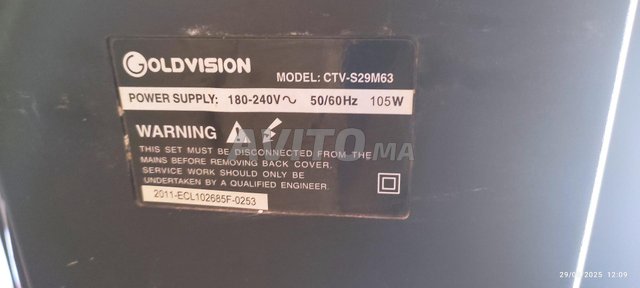 GOLDVISION
MODEL: CTV-S29M63
POWER SUPPLY: 180-240V~ 50/60Hz 105W
WARNING
THIS SET MUST BE DISCONNECTED FROM THE
MAINS BEFORE REMOVING BACK COVER.
SERVICE WORK SHOULD ONLY BE
UNDERTAKEN BY A QUALIFIED ENGINEER.
2011-ECL102685F-0253
AVITO.MA